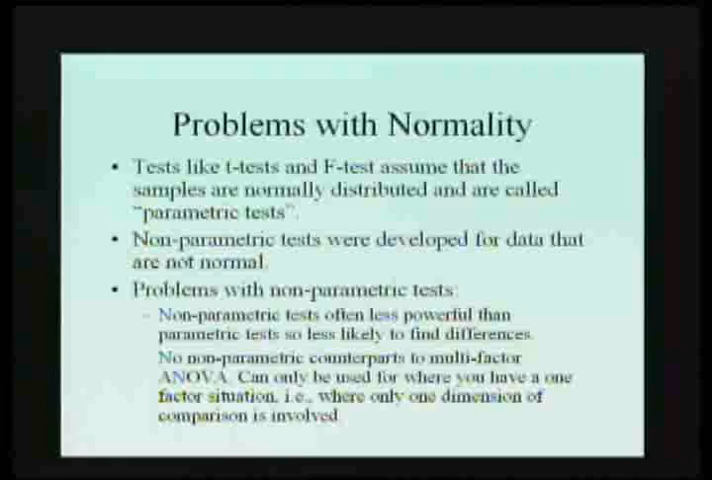 Problems with Normality
• Tests like t-tests and F-test assume that the
samples are normally distributed and are called
"parametric tests".
• Non-parametric tests were developed for data that
are not normal.
• Problems with non-parametric tests:
– Non-parametric tests often less powerful than
parametric tests so less likely to find differences.
No non-parametric counterparts to multi-factor
ANOVA. Can only be used for where you have a one
factor situation, i.e., where only one dimension of
comparison is involved